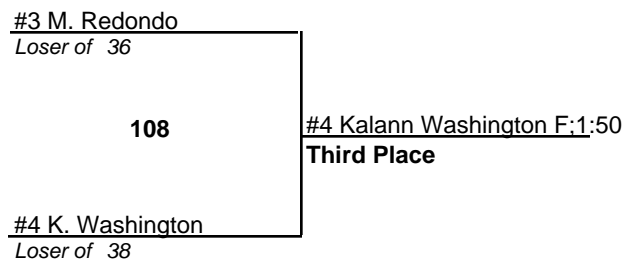 #3 M. Redondo
Loser of 36
108
#4 Kalann Washington F;1:50
Third Place
#4 K. Washington
Loser of 38